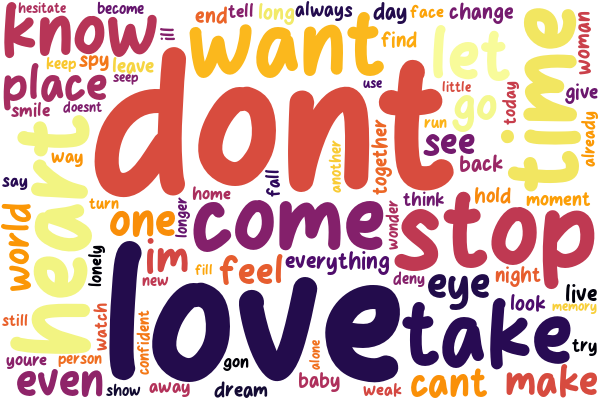 hesitate
become
know
ill
end
tell
long
always
day
face
change
woman
want
find
let
time
keep
spy
leave
seep
place
smile
doesnt
dont
use
little
go
today
give
already
run
see
back
heart
way
say
another
together
fall
home
longer
turn
one
come
wonder
think
hold
moment
stop
world
lonely
im
new
fill
feel
everything
deny
eye
night
look
live
memory
love
take
try
still
watch
confident
youre
person
even
show
away
gon
dream
alone
baby
weak
cant
make